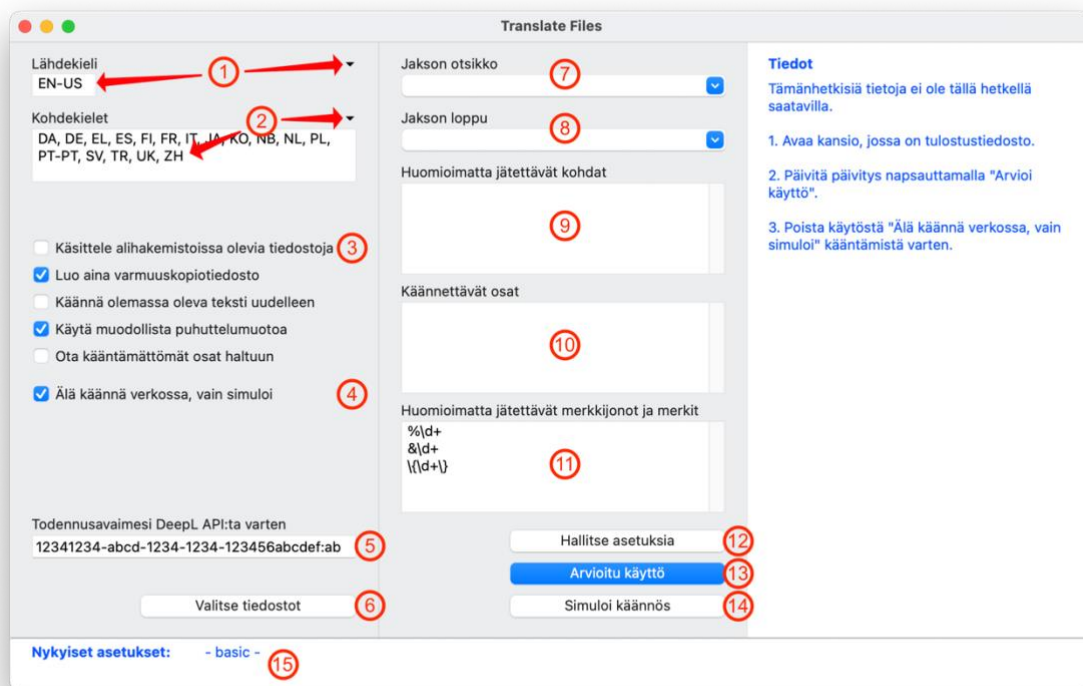 Translate Files
Lähdekieli
1
EN-US
Kohdekielet
2
DA, DE, EL, ES, FI, FR, IT, JA, KO, NB, NL, PL,
PT-PT, SV, TR, UK, ZH
Käsittele alihakemistoissa olevia tiedostoja
3
Luo aina varmuuskopiotiedosto
Käännä olemassa oleva teksti uudelleen
Käytä muodollista puhuttelumuotoa
Ota kääntämättömät osat haltuun
Älä käännä verkossa, vain simuloi
4
Todennusavaimesi DeepL API:ta varten
12341234-abcd-1234-1234-123456abcdef:ab
5
Valitse tiedostot
6
Jakson otsikko
7
Jakson loppu
8
Huomioimatta jätettävät kohdat
9
Käännettävät osat
10
Huomioimatta jätettävät merkkijonot ja merkit
%\d+
&\d+
\{\d+\}
11
Hallitse asetuksia
12
Arvioitu käyttö
13
Simuloi käännös
14
Tiedot
Tämänhetkisiä tietoja ei ole tällä hetkellä
saatavilla.
1. Avaa kansio, jossa on tulostustiedosto.
2. Päivitä päivitys napsauttamalla "Arvioi
käyttö".
3. Poista käytöstä "Älä käännä verkossa, vain
simuloi" kääntämistä varten.
Nykyiset asetukset: - basic -
15